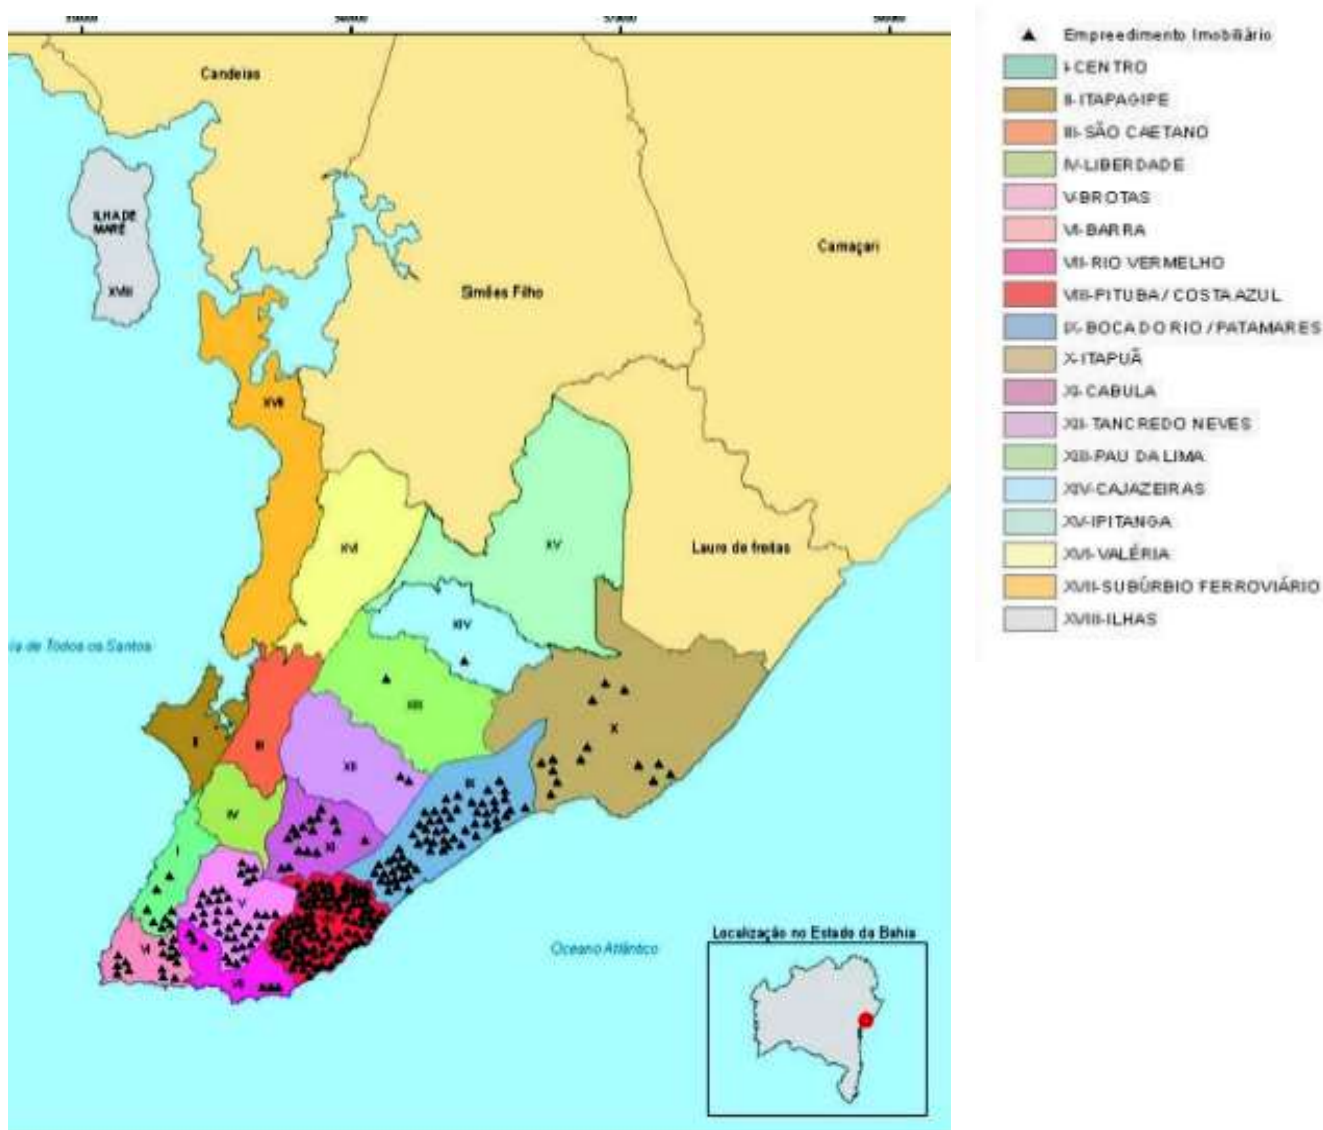 560000
570000
Candeias
ILHA DE
MARÉ
XVIII
Camaçari
Simões Filho
XVII
XVI
XV
Lauro de freitas
XIV
ia de Todos os Santos
XIII
X
II
III
XII
IX
IV
XI
I
V
VI
VII
Oceano Atlântico
Localização no Estado da Bahia
Empreedimento Imobiliário
I-CENTRO
II-ITAPAGIPE
III-SÃO CAETANO
IV-LIBERDADE
V-BROTAS
VI-BARRA
VII-RIO VERMELHO
VIII-PITUBA / COSTA AZUL
IX-BOCA DO RIO / PATAMARES
X-ITAPUÃ
XI-CABULA
XII-TANCREDO NEVES
XIII-PAU DA LIMA
XIV-CAJAZEIRAS
XV-IPITANGA
XVI-VALÉRIA
XVII-SUBÚRBIO FERROVIÁRIO
XVIII-ILHAS